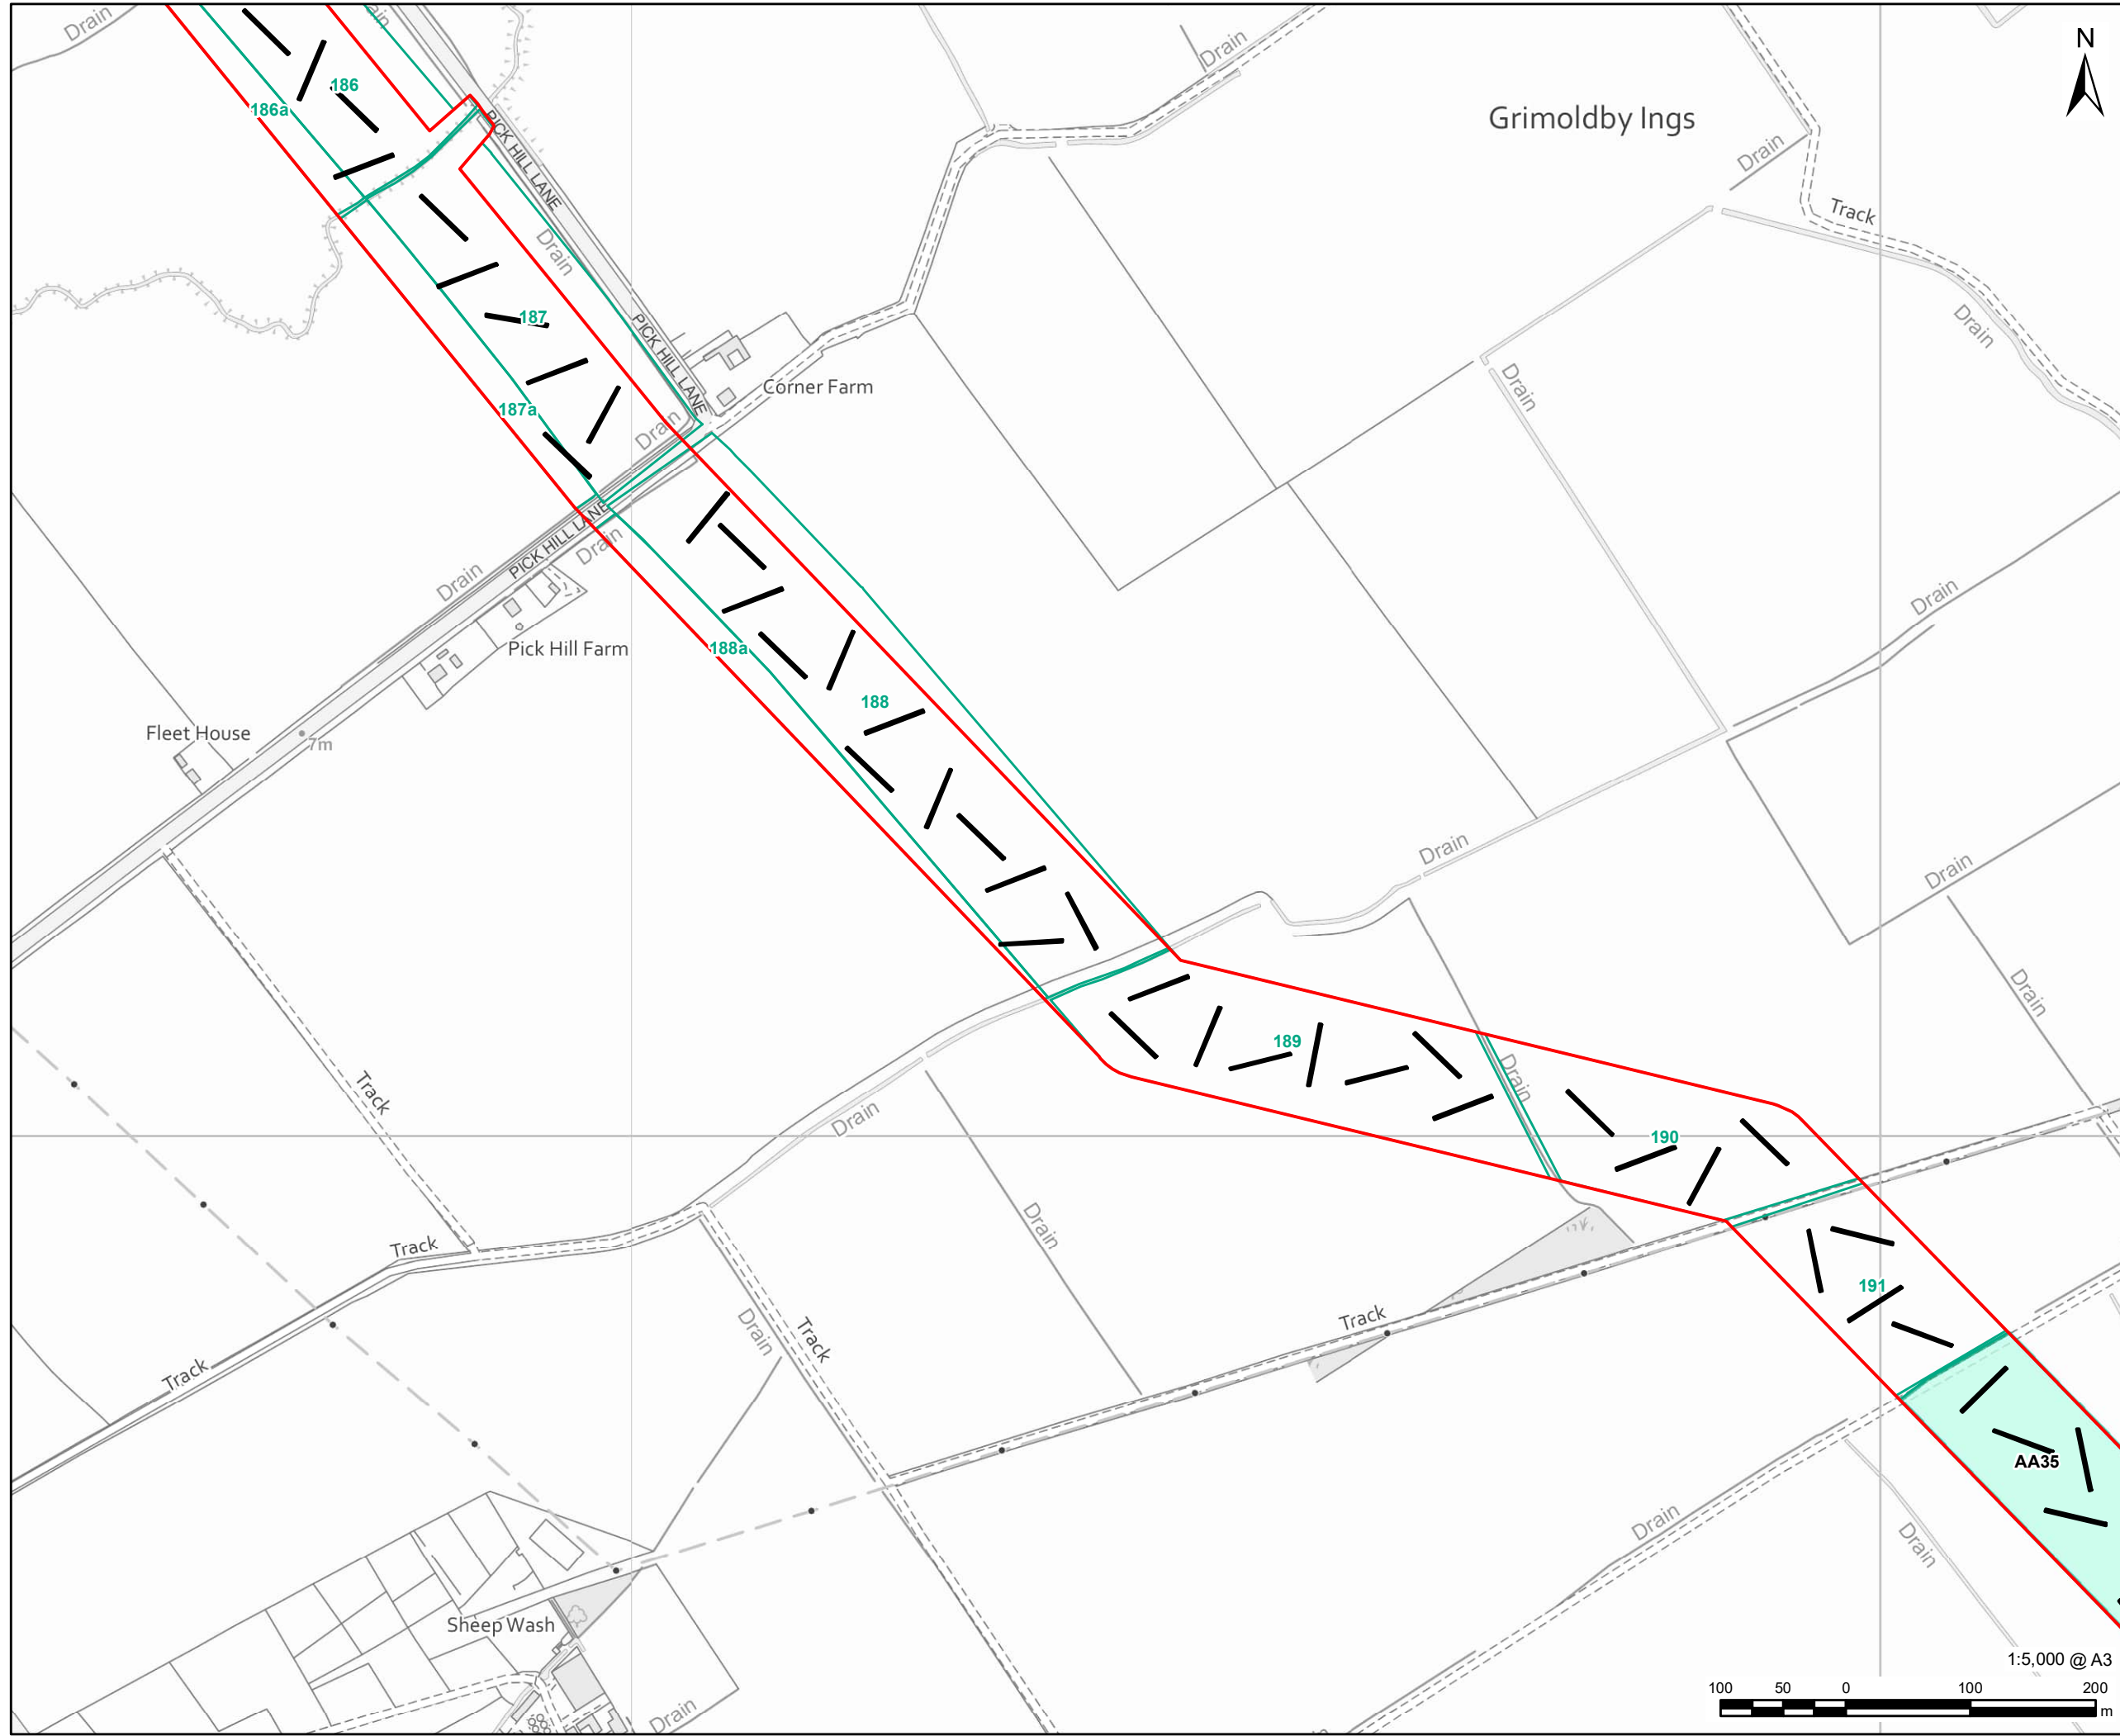 Drain
ain
N
Drain
186
186a
Grimoldby Ings
PICK HILL LANE
Drain
Track
Drain
187
PICK HILL LANE
Drain
Corner Farm
Drain
187a
Drain
PICK HILL LANE
Drain
Drain
Drain
Pick Hill Farm
188a
188
Fleet House
7m
Drain
Drain
Drain
189
Drain
Track
Drain
190
Drain
Track
191
Track
Drain
Track
Track
AA35
Drain
Drain
Sheep Wash
Drain
1:5,000 @ A3
100 50 0 100 200
m